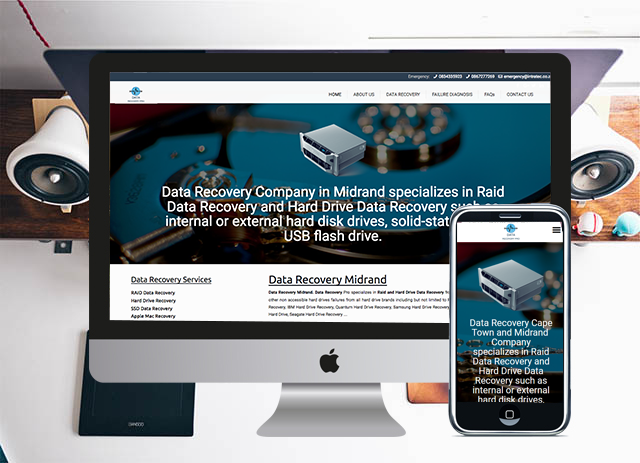 Emergency: 0834335923 0867277359 emergency@intratec.co.z
HOME ABOUT US DATA RECOVERY FAILURE DIAGNOSIS FAQs CONTACT US
Data Recovery Company in Midrand specializes in Raid
Data Recovery and Hard Drive Data Recovery such as
internal or external hard disk drives, solid-stat
USB flash drive.
Data Recovery Services
RAID Data Recovery
Hard Drive Recovery
SSD Data Recovery
Apple Mac Recovery
Data Recovery Midrand
Data Recovery Midrand. Data Recovery Pro specializes in Raid and Hard Drive Data Recovery
other non accessible hard drives failures from all hard drive brands including but not limited to
Recovery, IBM Hard Drive Recovery, Quantum Hard Drive Recovery, Samsung Hard Drive Recovery,
Hard Drive, Seagate Hard Drive Recovery ...
Data Recovery Cape
Town and Midrand
Company
specializes in Raid
Data Recovery and
Hard Drive Data
Recovery such as
internal or external
hard disk drives,